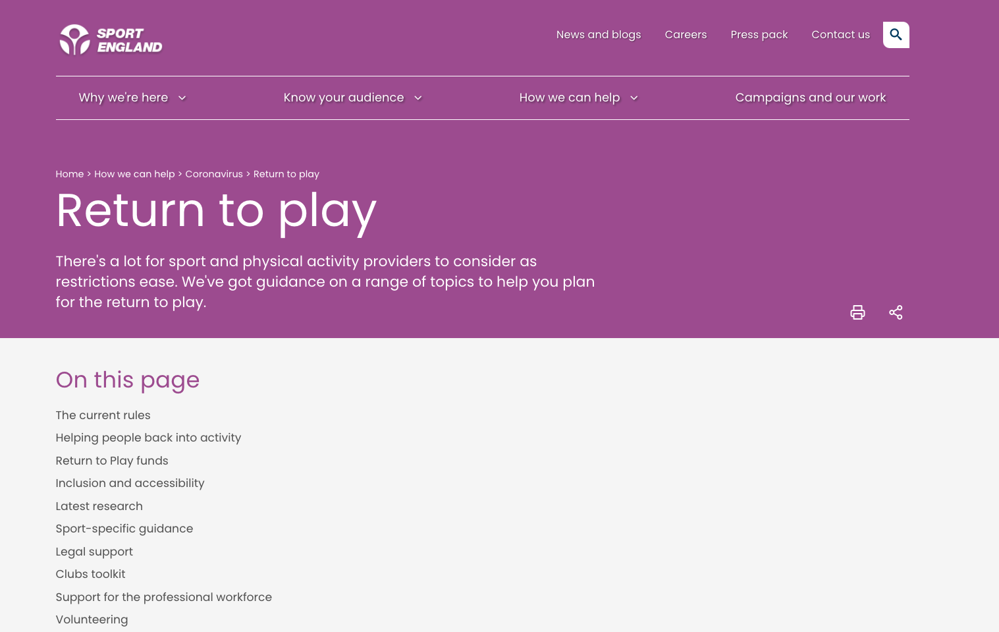 SPORT
ENGLAND
News and blogs
Careers
Press pack
Contact us
Why we're here
Know your audience
How we can help
Campaigns and our work
Home > How we can help > Coronavirus > Return to play
Return to play
There's a lot for sport and physical activity providers to consider as
restrictions ease. We've got guidance on a range of topics to help you plan
for the return to play.
On this page
The current rules
Helping people back into activity
Return to Play funds
Inclusion and accessibility
Latest research
Sport-specific guidance
Legal support
Clubs toolkit
Support for the professional workforce
Volunteering